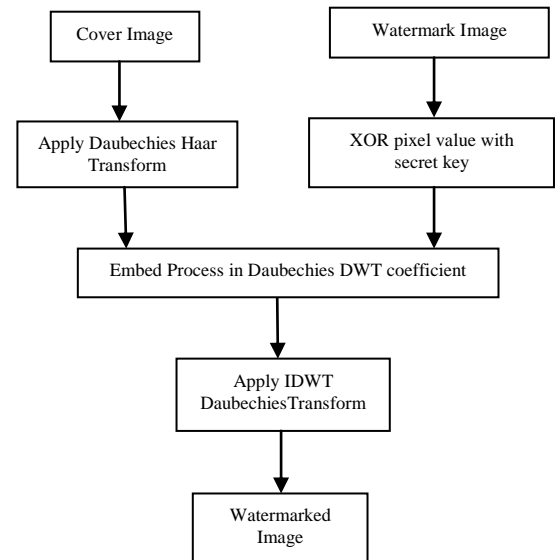 Cover Image
Watermark Image
Apply Daubechies Haar
Transform
XOR pixel value with
secret key
Embed Process in Daubechies DWT coefficient
Apply IDWT
DaubechiesTransform
Watermarked
Image